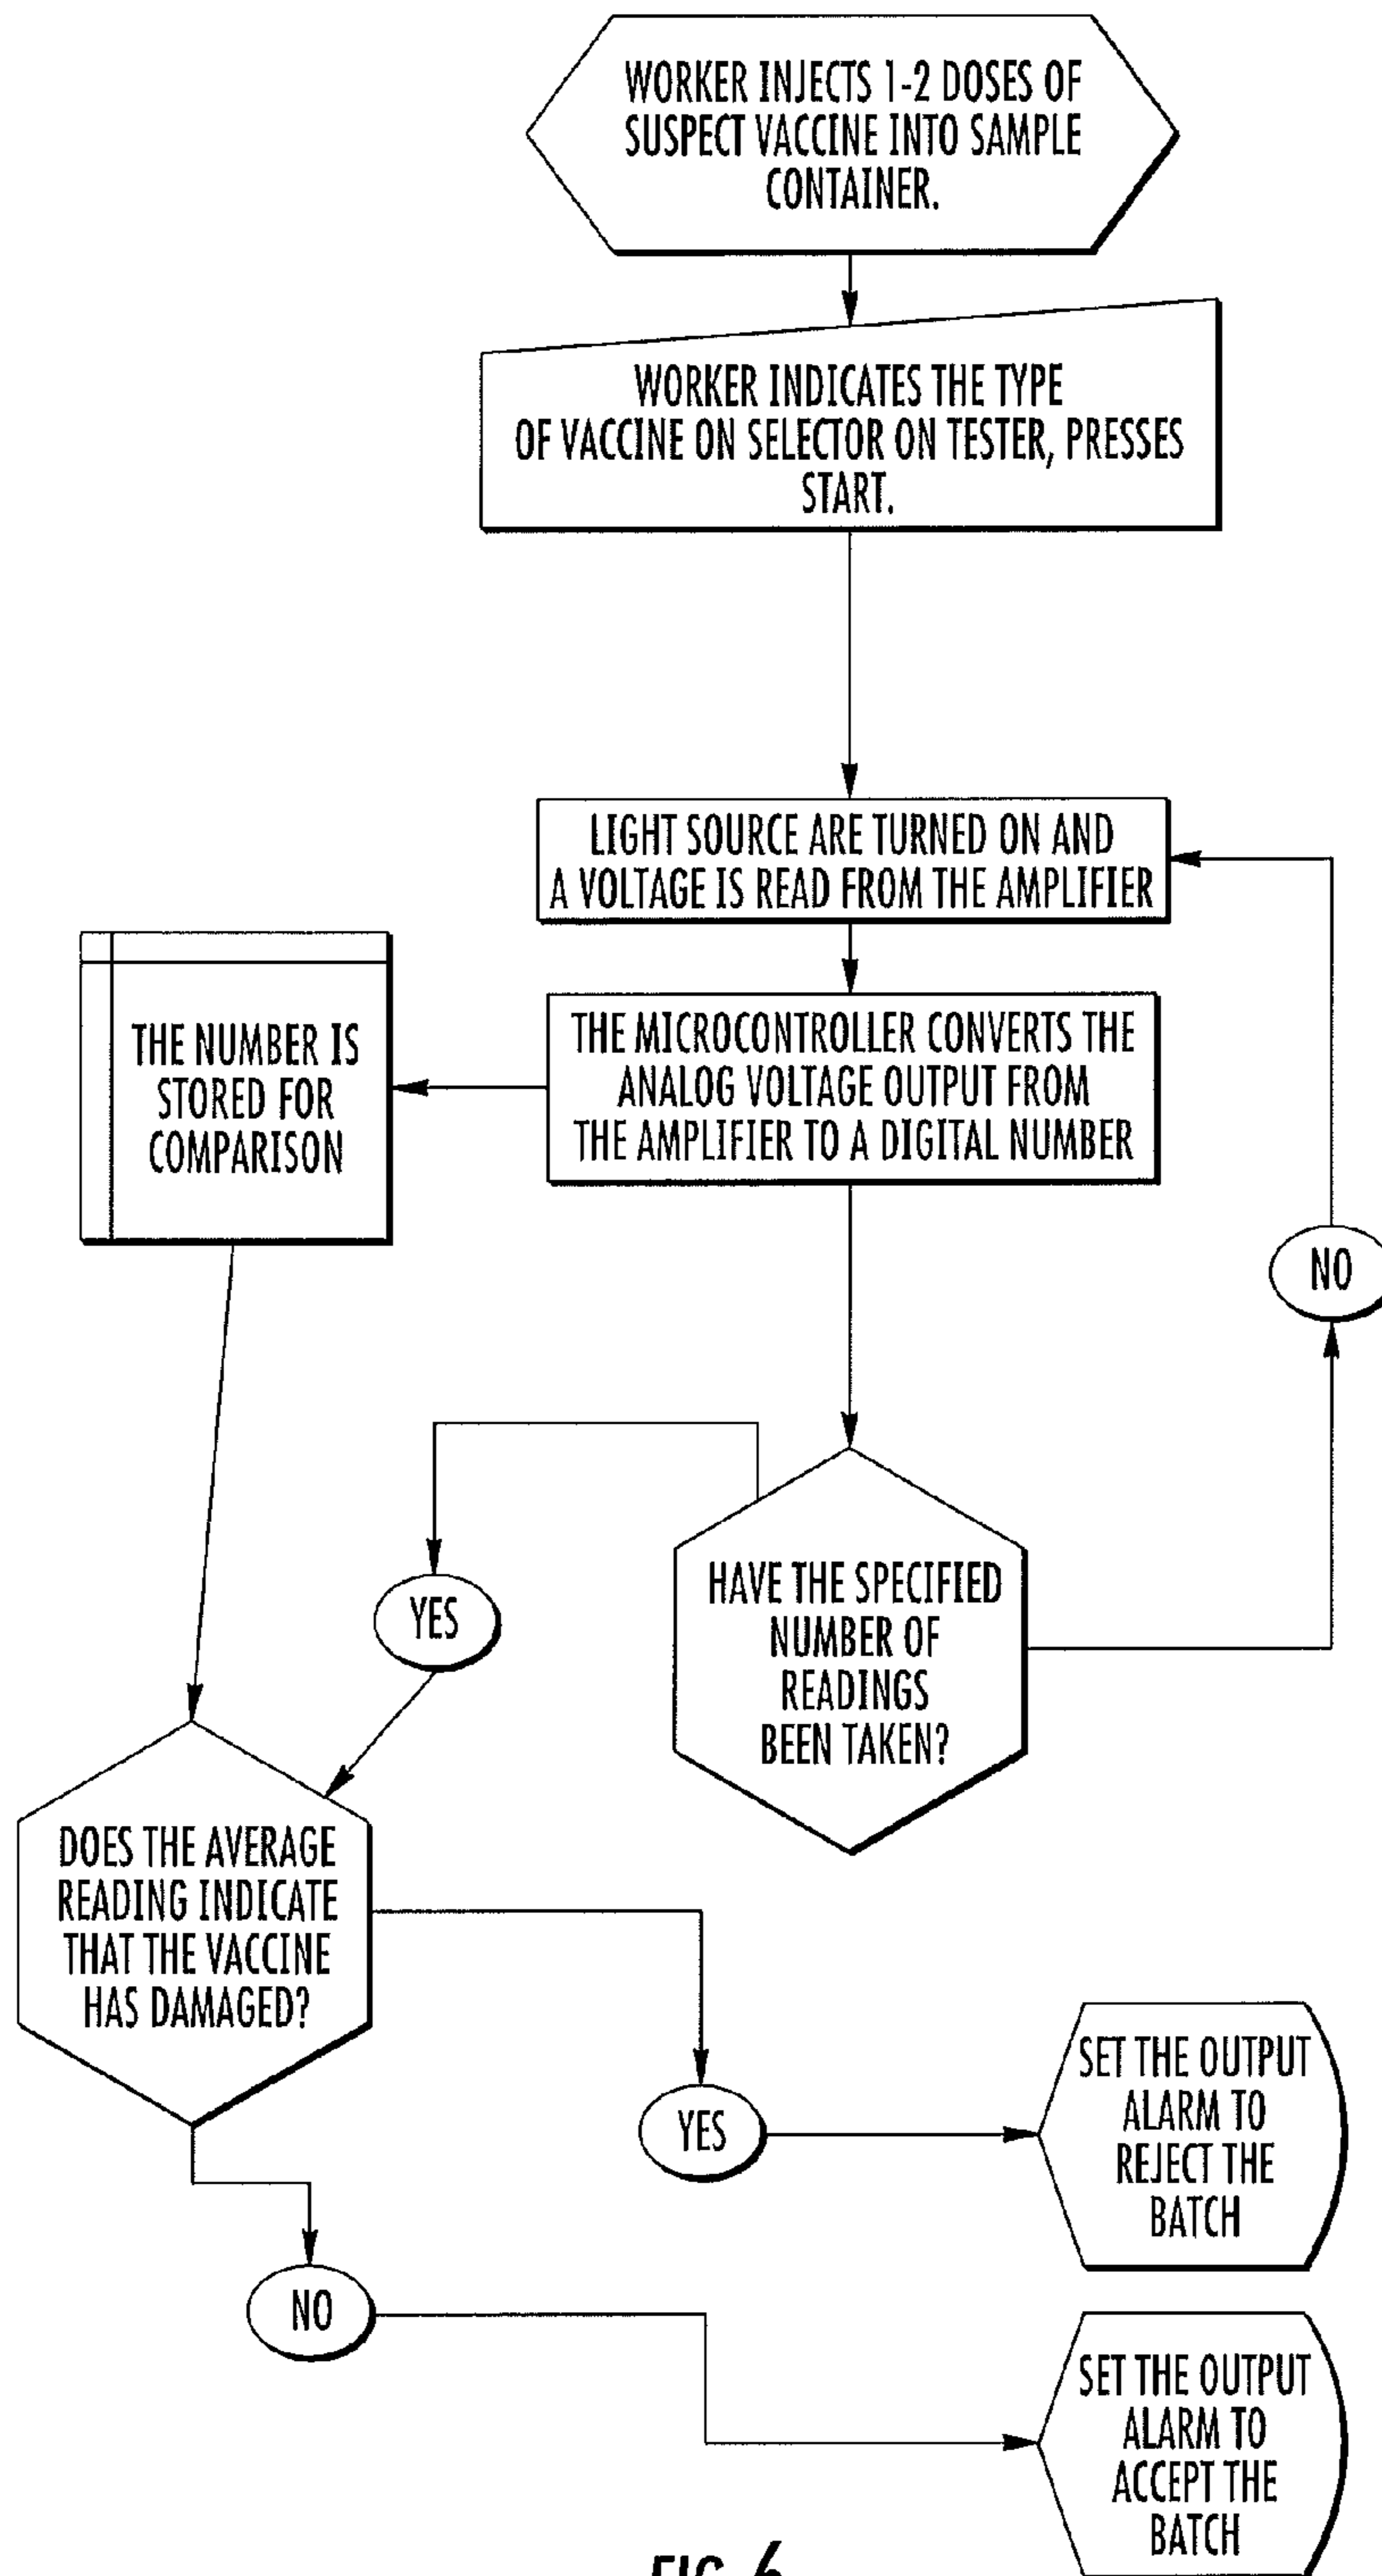 WORKER INJECTS 1-2 DOSES OF
SUSPECT VACCINE INTO SAMPLE
CONTAINER.
WORKER INDICATES THE TYPE
OF VACCINE ON SELECTOR ON TESTER, PRESSES
START.
LIGHT SOURCE ARE TURNED ON AND
A VOLTAGE IS READ FROM THE AMPLIFIER
THE NUMBER IS
STORED FOR
COMPARISON
THE MICROCONTROLLER CONVERTS THE
ANALOG VOLTAGE OUTPUT FROM
THE AMPLIFIER TO A DIGITAL NUMBER
NO
YES
HAVE THE SPECIFIED
NUMBER OF
READINGS
BEEN TAKEN?
DOES THE AVERAGE
READING INDICATE
THAT THE VACCINE
HAS DAMAGED?
YES
SET THE OUTPUT
ALARM TO
REJECT THE
BATCH
NO
SET THE OUTPUT
ALARM TO
ACCEPT THE
BATCH
FIG. 6